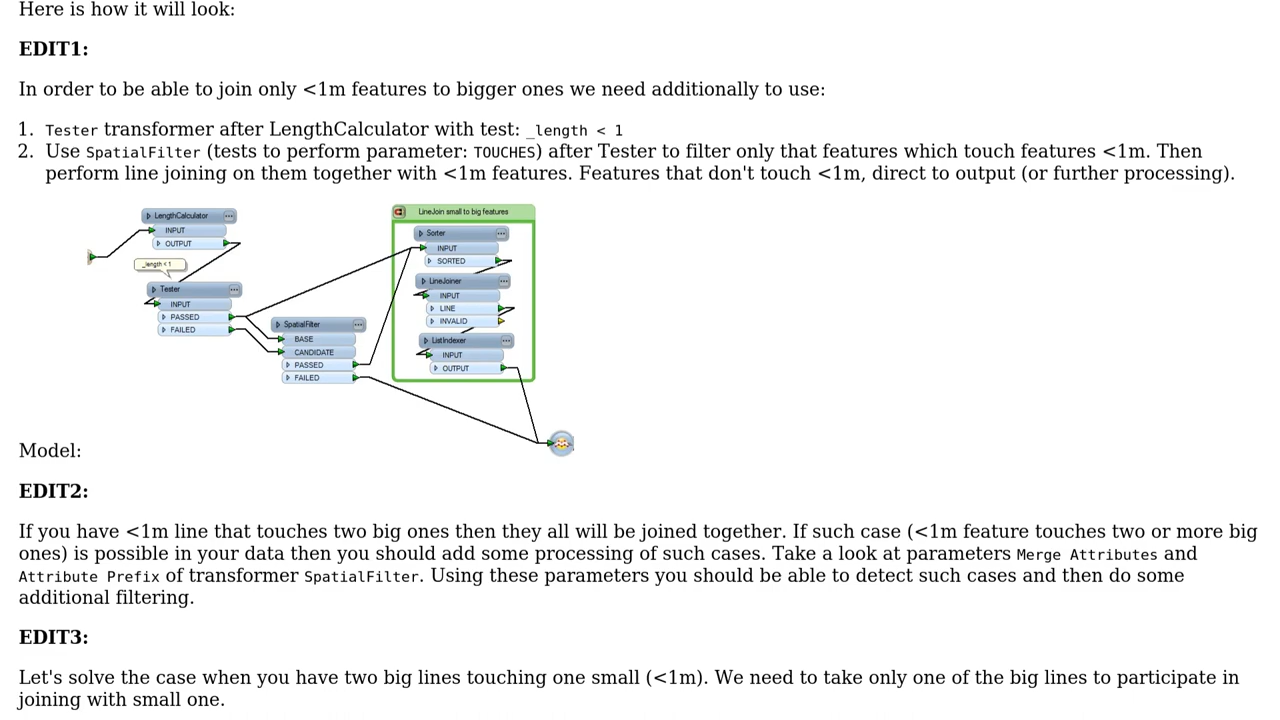 Here is how it will look:
EDIT1:
In order to be able to join only <1m features to bigger ones we need additionally to use:
1. Tester transformer after LengthCalculator with test: _length < 1
2. Use SpatialFilter (tests to perform parameter: TOUCHES) after Tester to filter only that features which touch features <1m. Then
perform line joining on them together with <1m features. Features that don't touch <1m, direct to output (or further processing).
LengthCalculator
INPUT
OUTPUT
_length < 1
Tester
INPUT
PASSED
FAILED
SpatialFilter
BASE
CANDIDATE
PASSED
FAILED
LineJoin small to big features
Sorter
INPUT
SORTED
LineJoiner
INPUT
LINE
INVALID
ListIndexer
INPUT
OUTPUT
Model:
EDIT2:
If you have <1m line that touches two big ones then they all will be joined together. If such case (<1m feature touches two or more big
ones) is possible in your data then you should add some processing of such cases. Take a look at parameters Merge Attributes and
Attribute Prefix of transformer SpatialFilter. Using these parameters you should be able to detect such cases and then do some
additional filtering.
EDIT3:
Let's solve the case when you have two big lines touching one small (<1m). We need to take only one of the big lines to participate in
joining with small one.